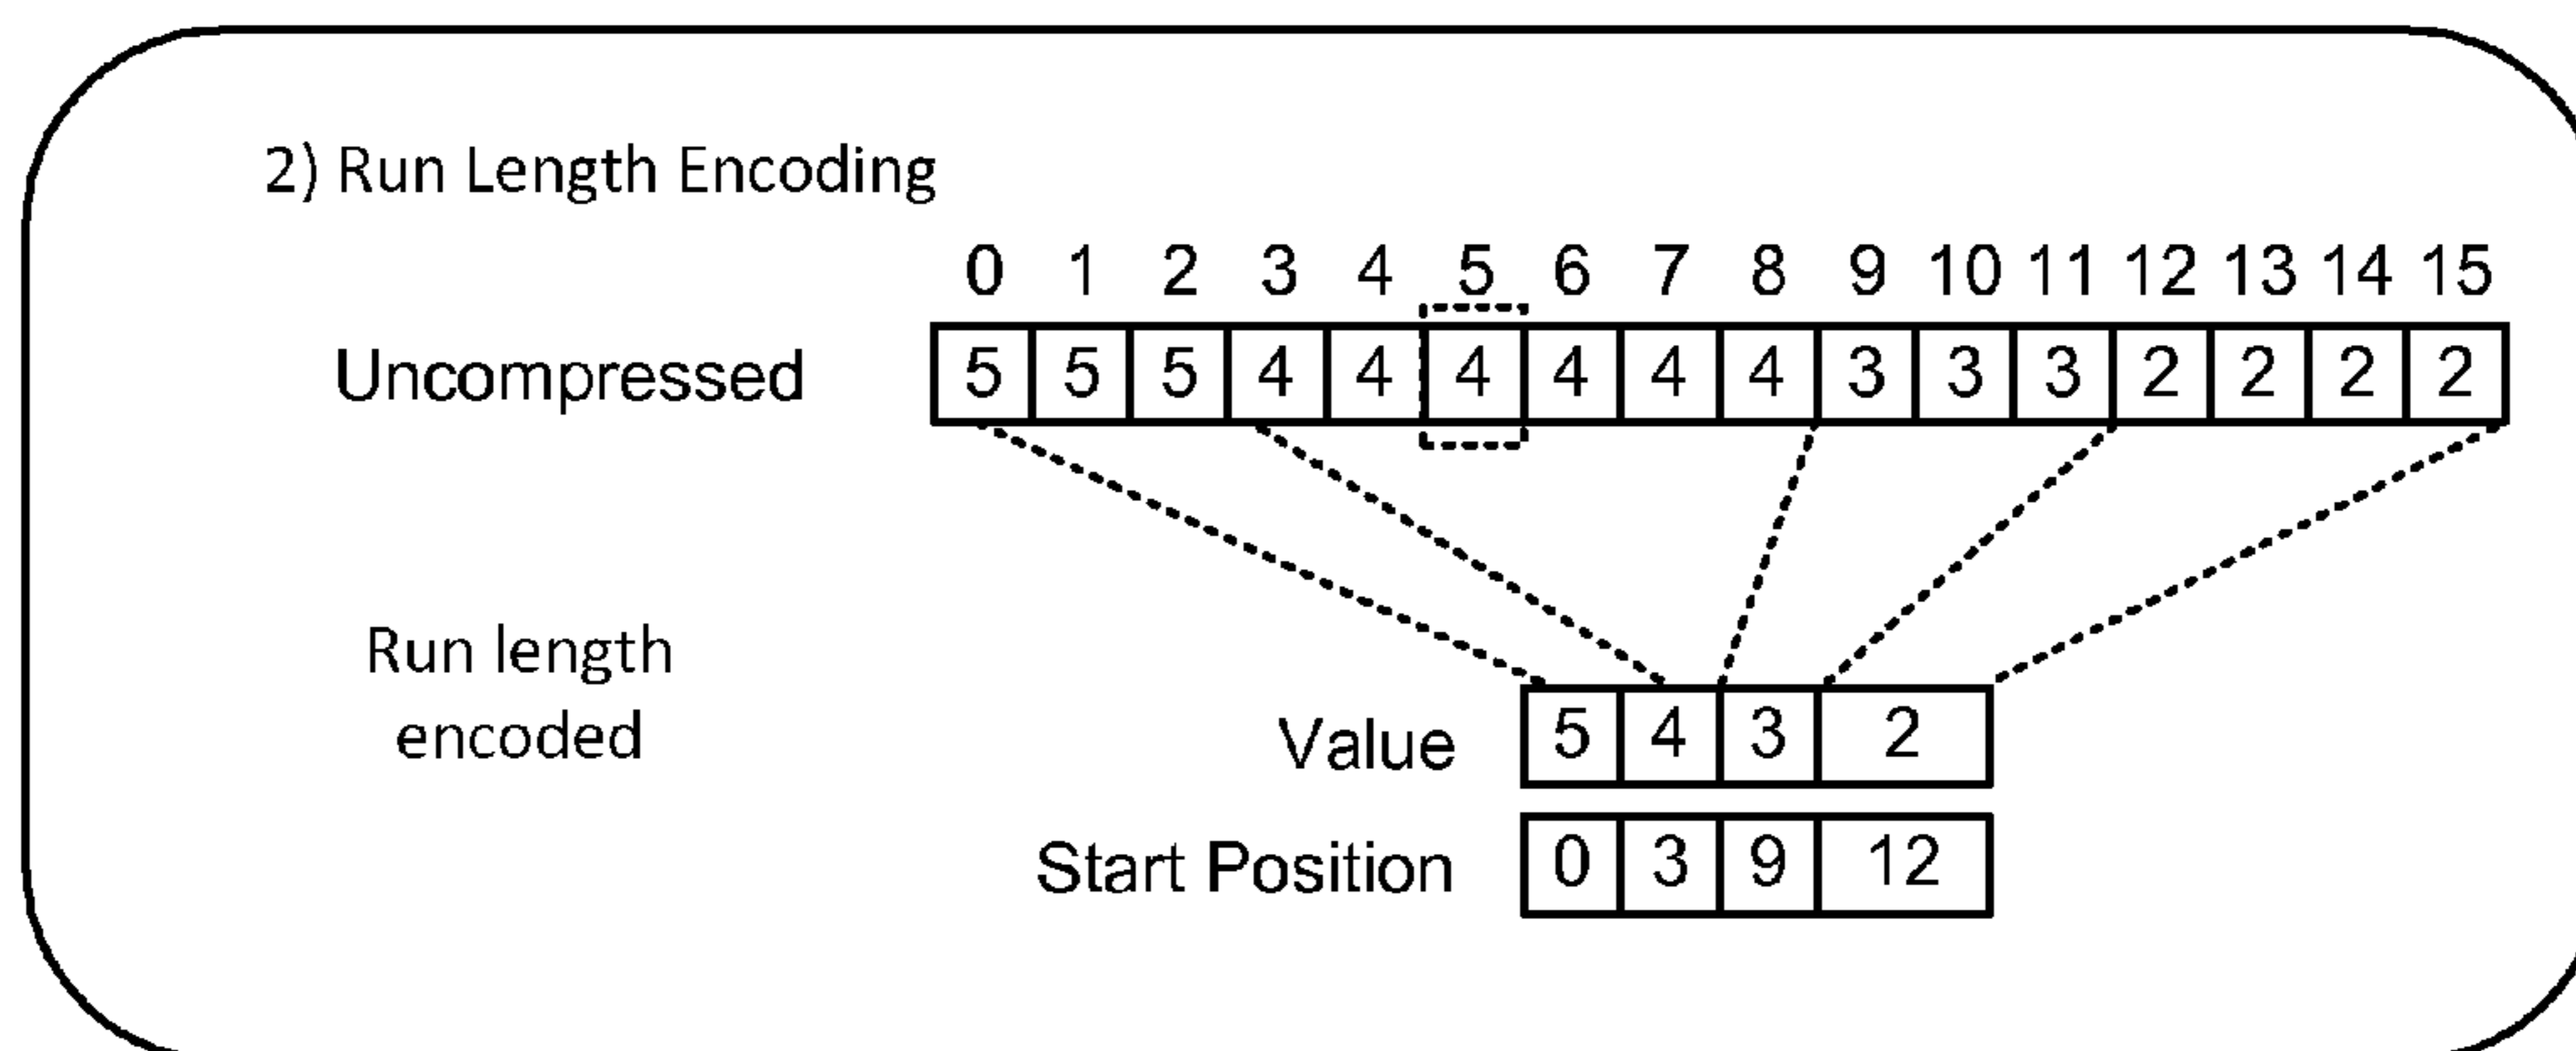 2) Run Length Encoding
0 1 2 3 4 5 6 7 8 9 10 11 12 13 14 15
Uncompressed 5 5 5 4 4 4 4 4 4 3 3 3 2 2 2 2
Run length
encoded
Value 5 4 3 2
Start Position 0 3 9 12